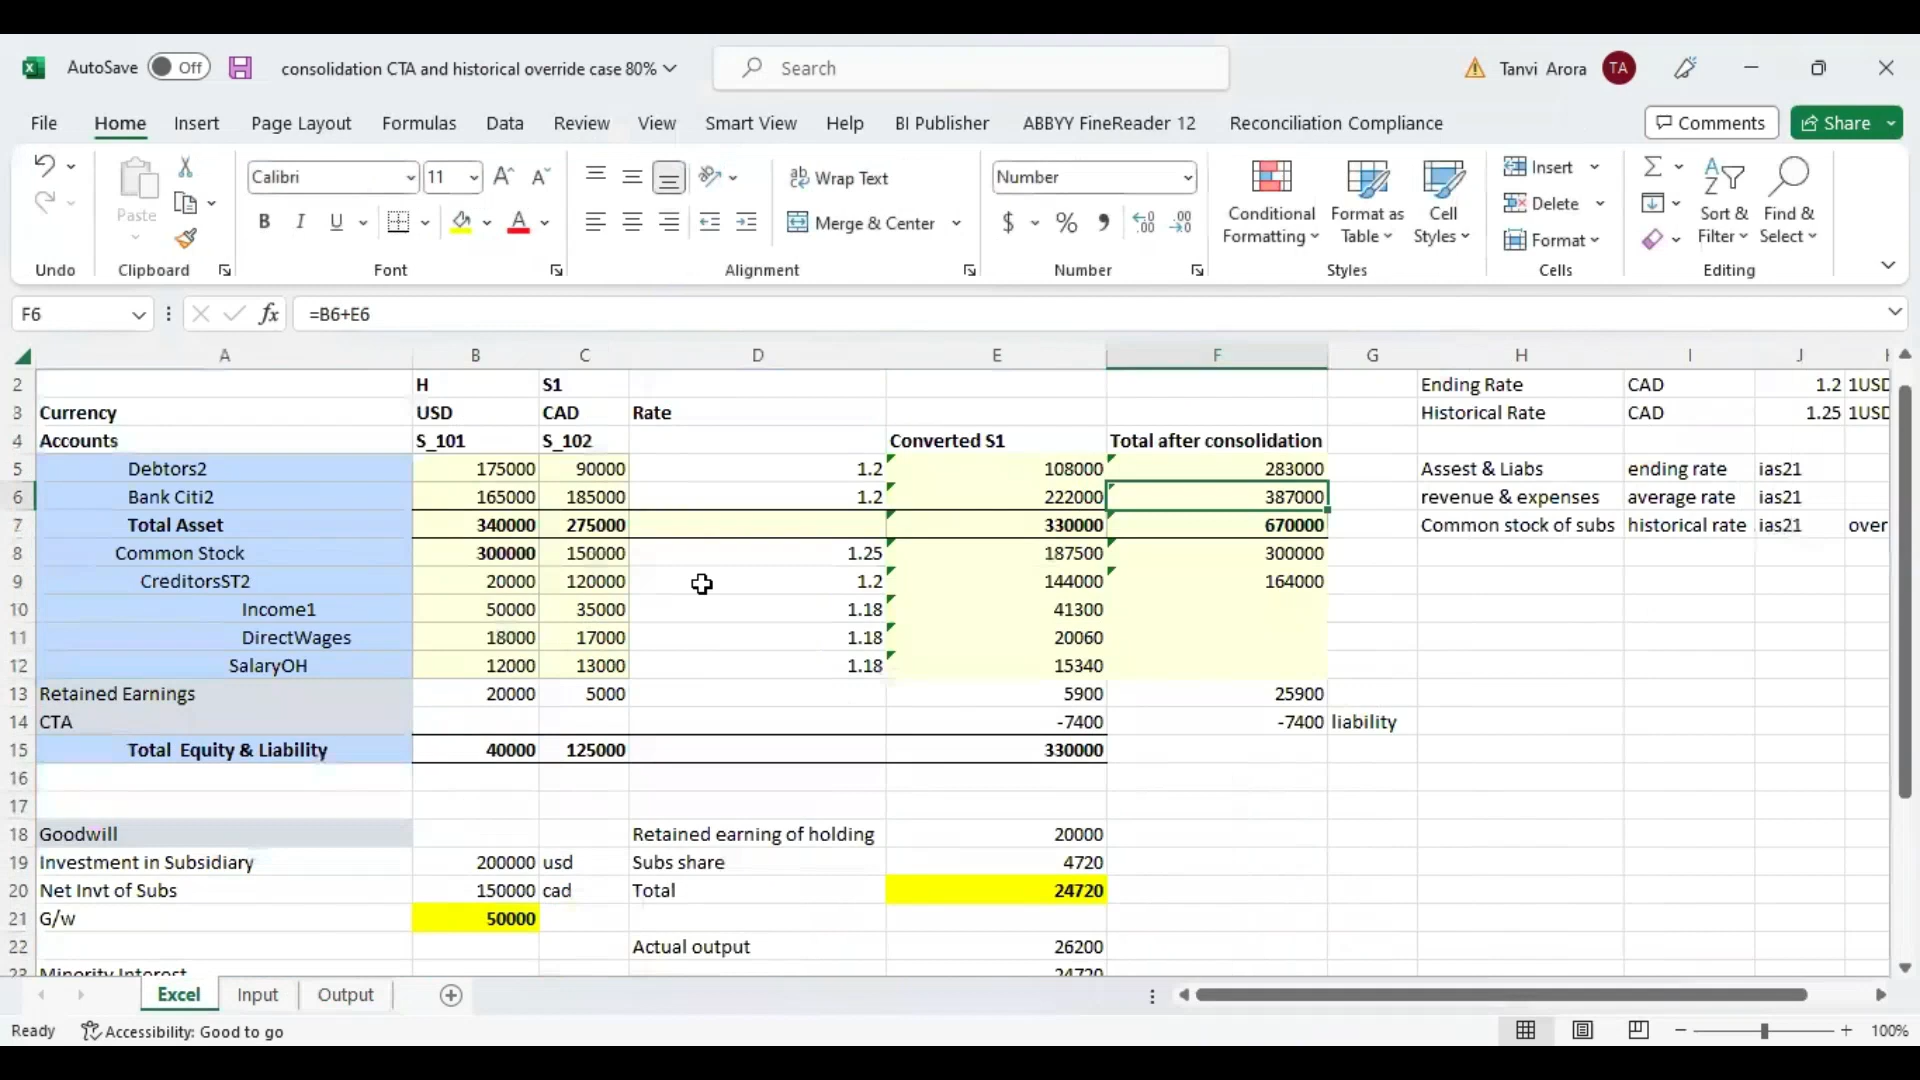 AutoSave Off consolidation CTA and historical override case 80% Search Tanvi Arora TA
File Home Insert Page Layout Formulas Data Review View Smart View Help BI Publisher ABBYY FineReader 12 Reconciliation Compliance Comments Share
Calibri 11 A A Wrap Text Number Insert
Paste Conditional Format as Cell Delete Sort & Find &
B I U A Merge & Center $ % , Formatting Table Styles Format Filter Select
Undo Clipboard Font Alignment Number Styles Cells Editing
F6 fx =B6+E6
A B C D E F G H I J
2 H S1 Ending Rate CAD 1.2 1USD
3 Currency USD CAD Rate Historical Rate CAD 1.25 1USD
4 Accounts S_101 S_102 Converted S1 Total after consolidation
5 Debtors2 175000 90000 1.2 108000 283000 Assest & Liabs ending rate ias21
6 Bank Citi2 165000 185000 1.2 222000 387000 revenue & expenses average rate ias21
7 Total Asset 340000 275000 330000 670000 Common stock of subs historical rate ias21 over
8 Common Stock 300000 150000 1.25 187500 300000
9 CreditorsST2 20000 120000 1.2 144000 164000
10 Income1 50000 35000 1.18 41300
11 DirectWages 18000 17000 1.18 20060
12 SalaryOH 12000 13000 1.18 15340
13 Retained Earnings 20000 5000 5900 25900
14 CTA -7400 -7400 liability
15 Total Equity & Liability 40000 125000 330000
16
17
18 Goodwill Retained earning of holding 20000
19 Investment in Subsidiary 200000 usd Subs share 4720
20 Net Invt of Subs 150000 cad Total 24720
21 G/w 50000
22 Actual output 26200
23 Minority Interest 24720
Excel Input Output
Ready Accessibility: Good to go 100%